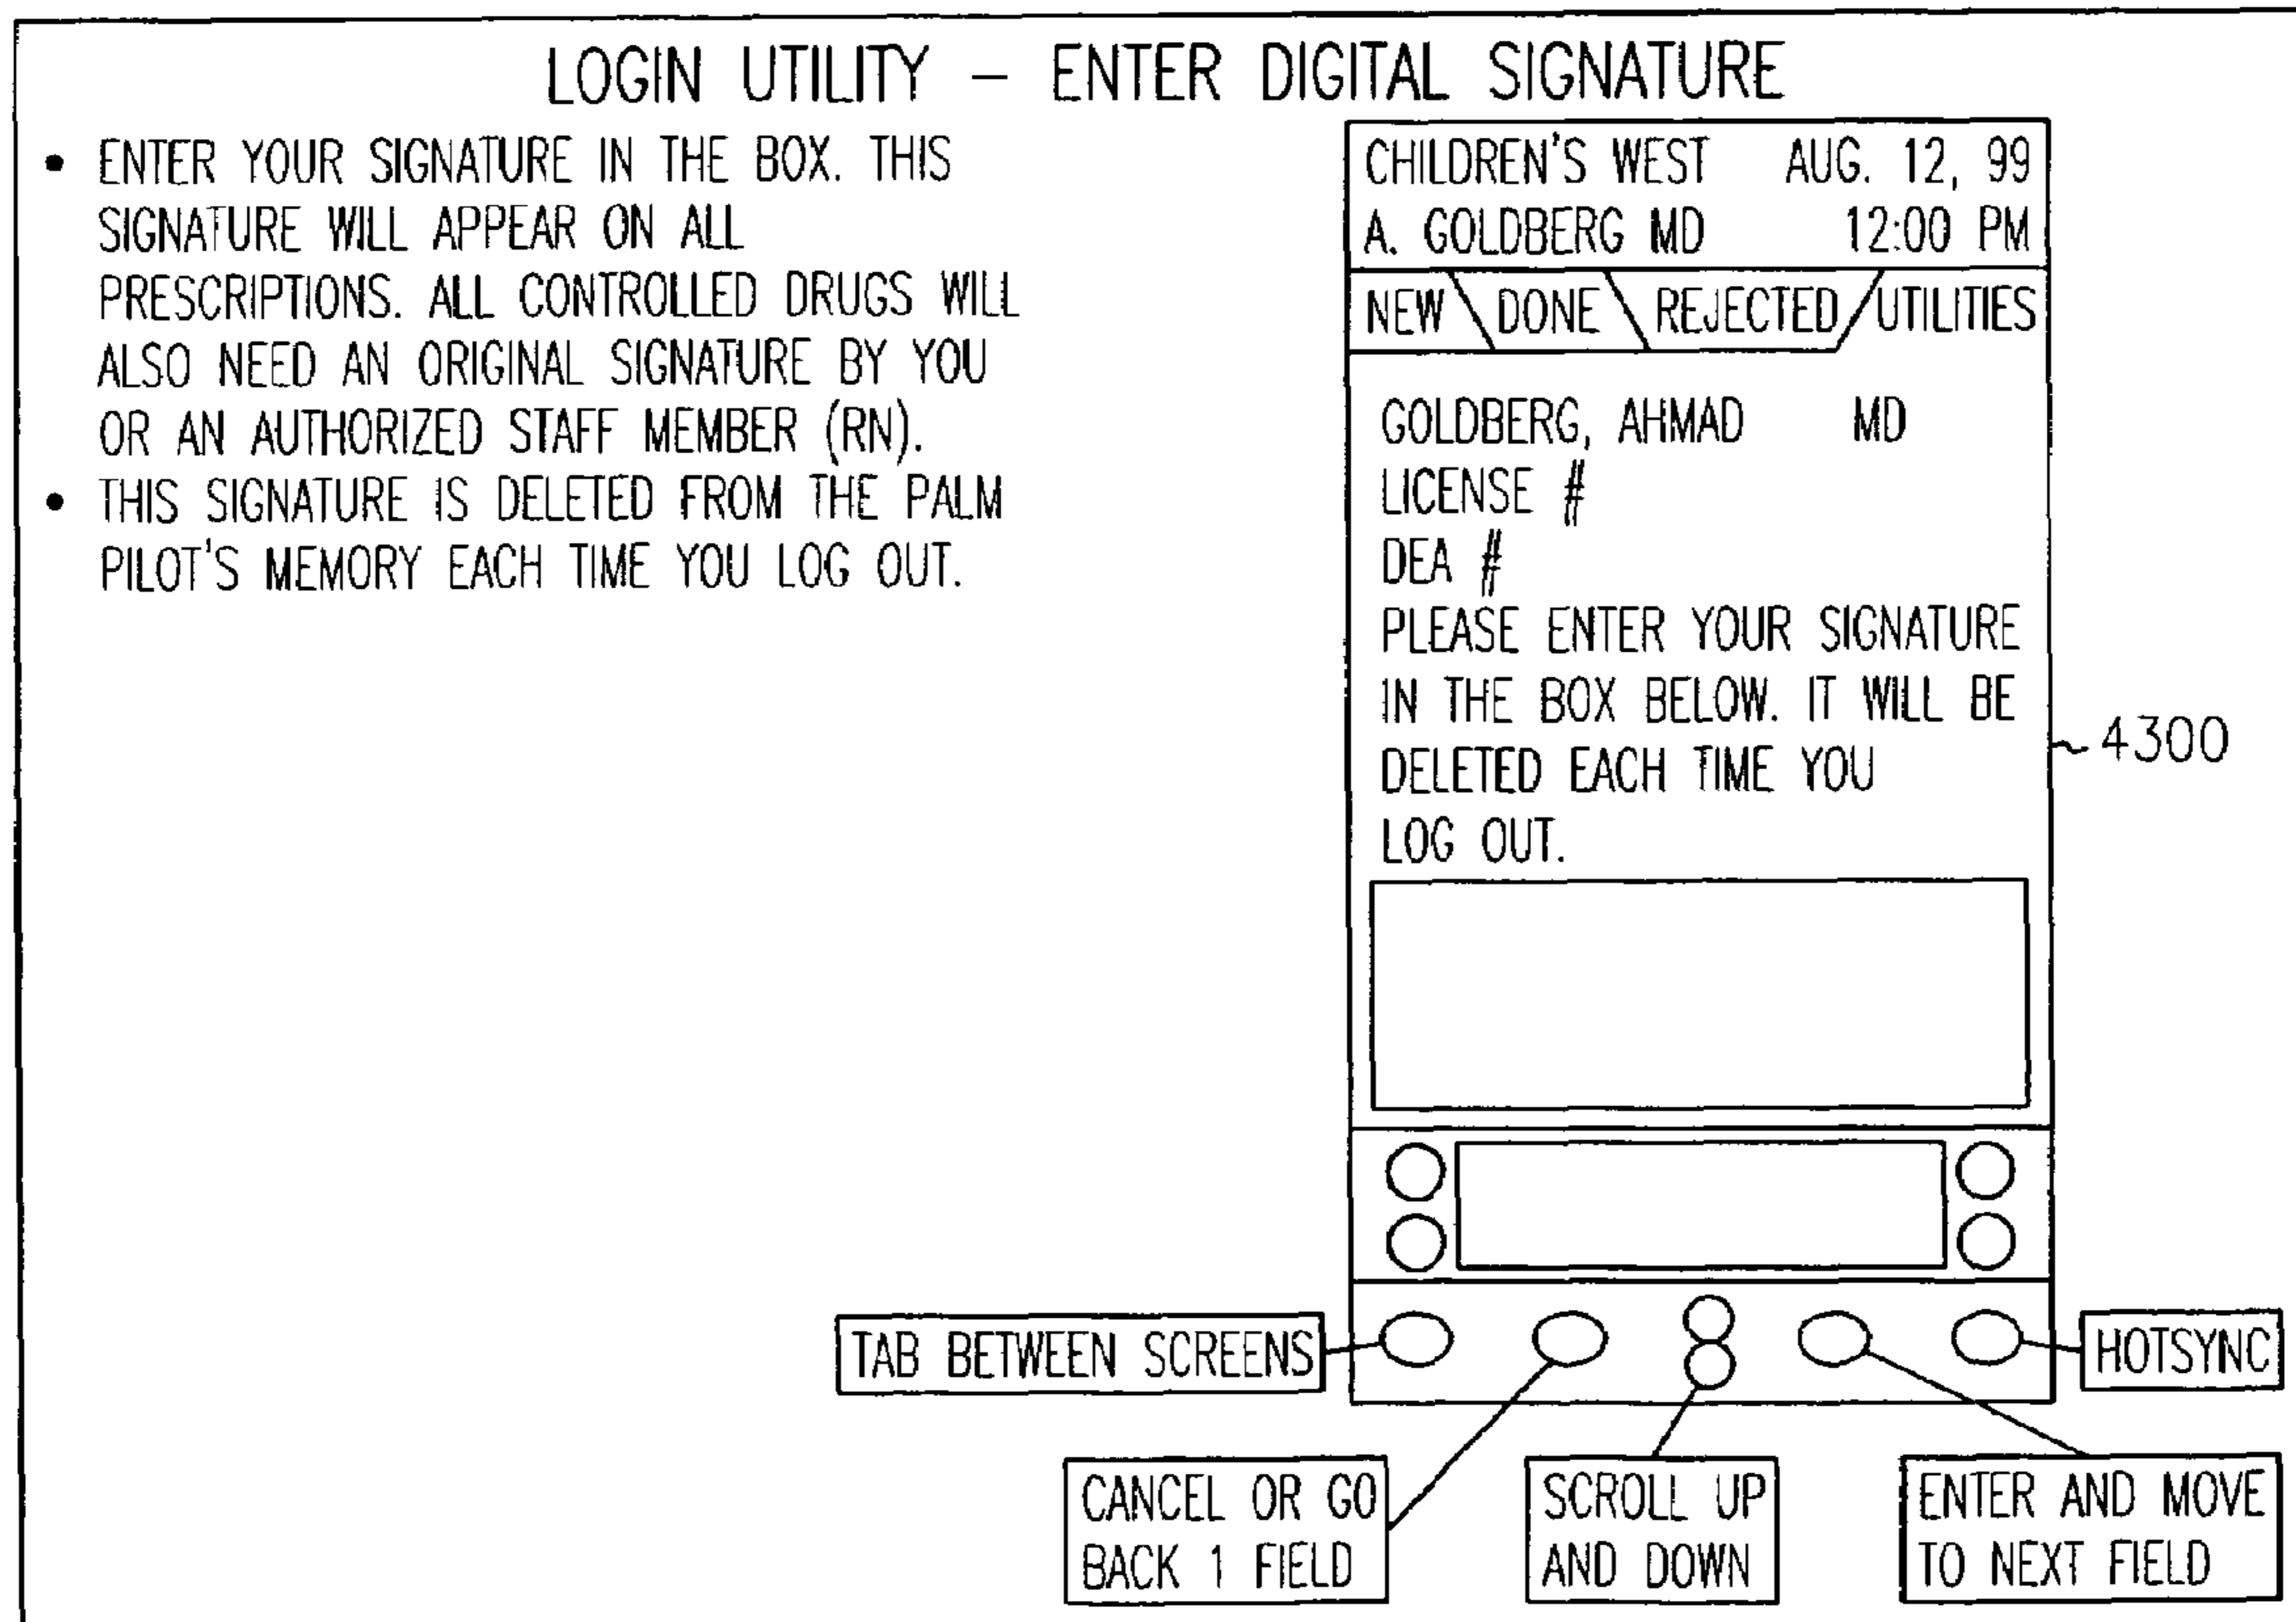 LOGIN UTILITY – ENTER DIGITAL SIGNATURE
• ENTER YOUR SIGNATURE IN THE BOX. THIS
SIGNATURE WILL APPEAR ON ALL
PRESCRIPTIONS. ALL CONTROLLED DRUGS WILL
ALSO NEED AN ORIGINAL SIGNATURE BY YOU
OR AN AUTHORIZED STAFF MEMBER (RN).
• THIS SIGNATURE IS DELETED FROM THE PALM
PILOT'S MEMORY EACH TIME YOU LOG OUT.
CHILDREN'S WEST AUG. 12, 99
A. GOLDBERG MD 12:00 PM
NEW DONE REJECTED UTILITIES
GOLDBERG, AHMAD MD
LICENSE #
DEA #
PLEASE ENTER YOUR SIGNATURE
IN THE BOX BELOW. IT WILL BE
DELETED EACH TIME YOU
LOG OUT.
4300
TAB BETWEEN SCREENS
HOTSYNC
CANCEL OR GO
BACK 1 FIELD
SCROLL UP
AND DOWN
ENTER AND MOVE
TO NEXT FIELD